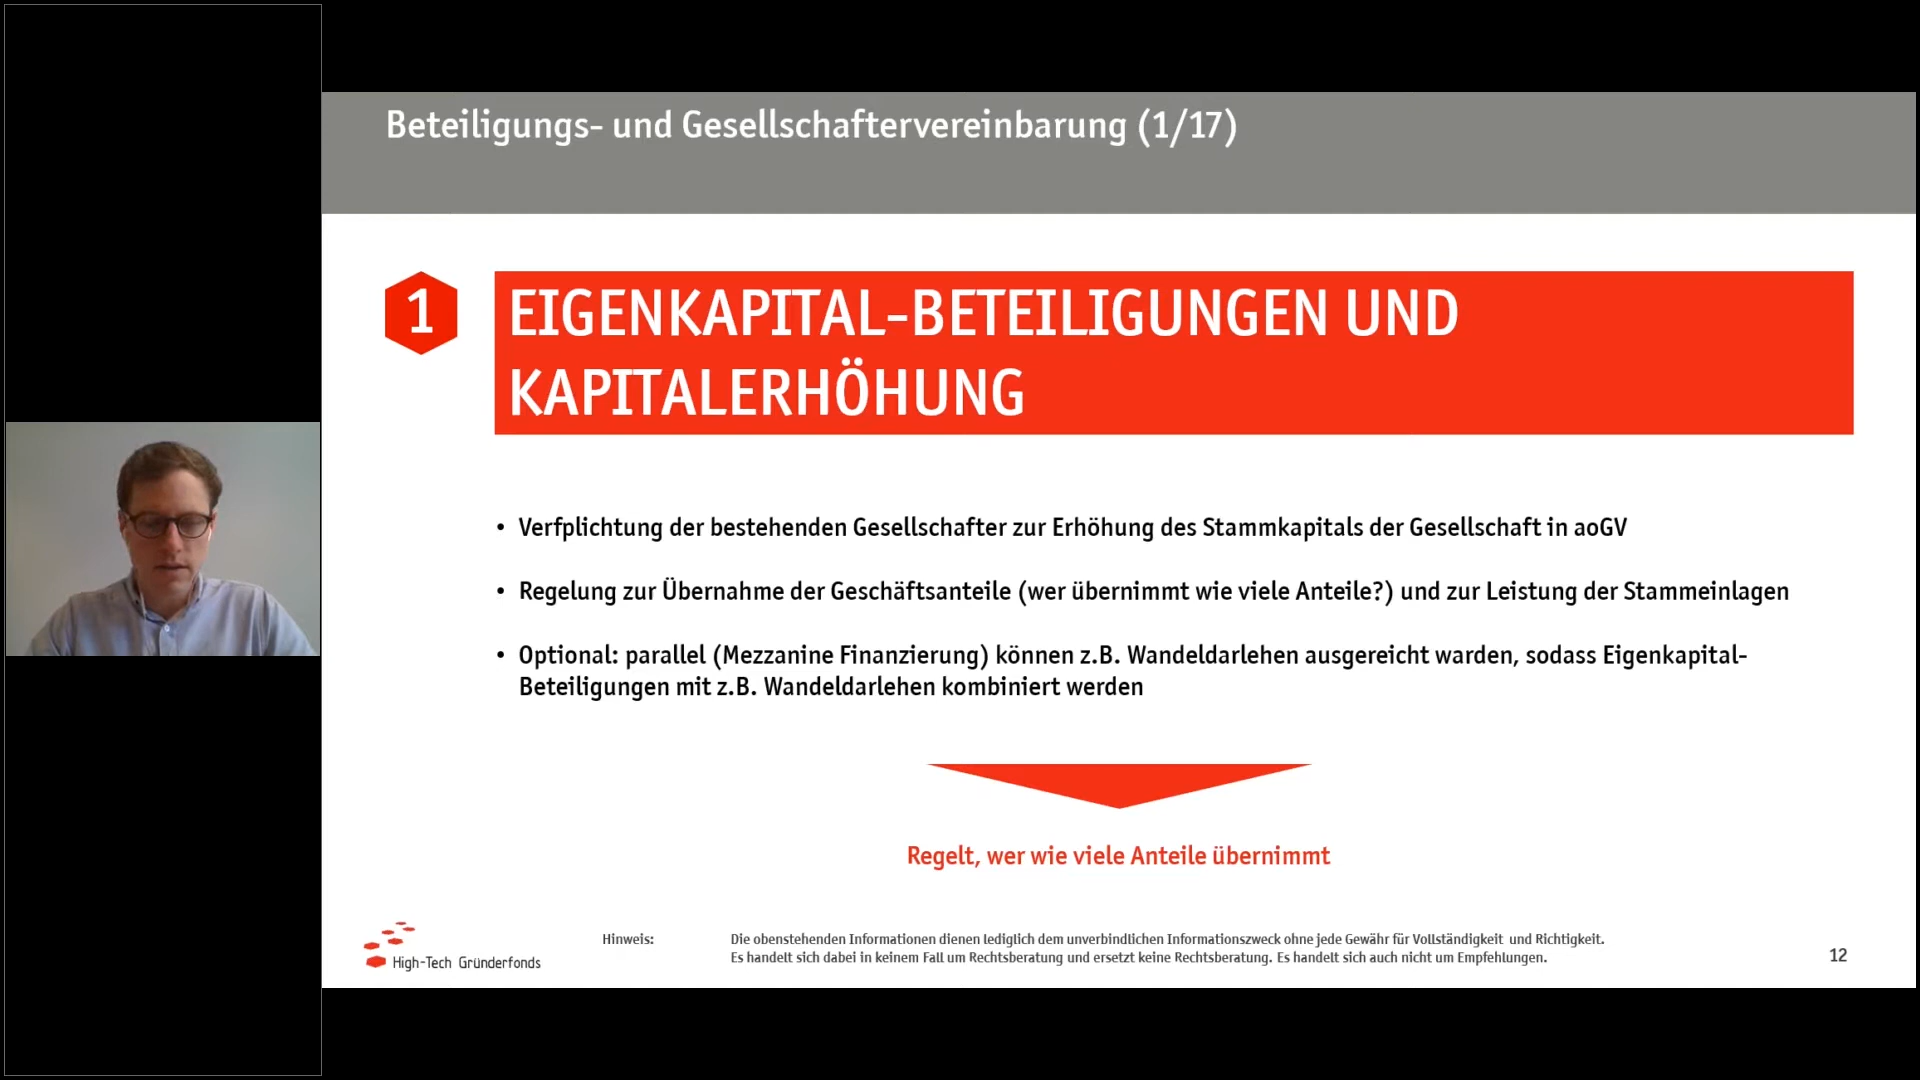 Beteiligungs- und Gesellschaftervereinbarung (1/17)
1
EIGENKAPITAL-BETEILIGUNGEN UND
KAPITALERHÖHUNG
• Verfplichtung der bestehenden Gesellschafter zur Erhöhung des Stammkapitals der Gesellschaft in aoGV
• Regelung zur Übernahme der Geschäftsanteile (wer übernimmt wie viele Anteile?) und zur Leistung der Stammeinlagen
• Optional: parallel (Mezzanine Finanzierung) können z.B. Wandeldarlehen ausgereicht warden, sodass Eigenkapital-
Beteiligungen mit z.B. Wandeldarlehen kombiniert werden
Regelt, wer wie viele Anteile übernimmt
High-Tech Gründerfonds
Hinweis:
Die obenstehenden Informationen dienen lediglich dem unverbindlichen Informationszweck ohne jede Gewähr für Vollständigkeit und Richtigkeit.
Es handelt sich dabei in keinem Fall um Rechtsberatung und ersetzt keine Rechtsberatung. Es handelt sich auch nicht um Empfehlungen.
12